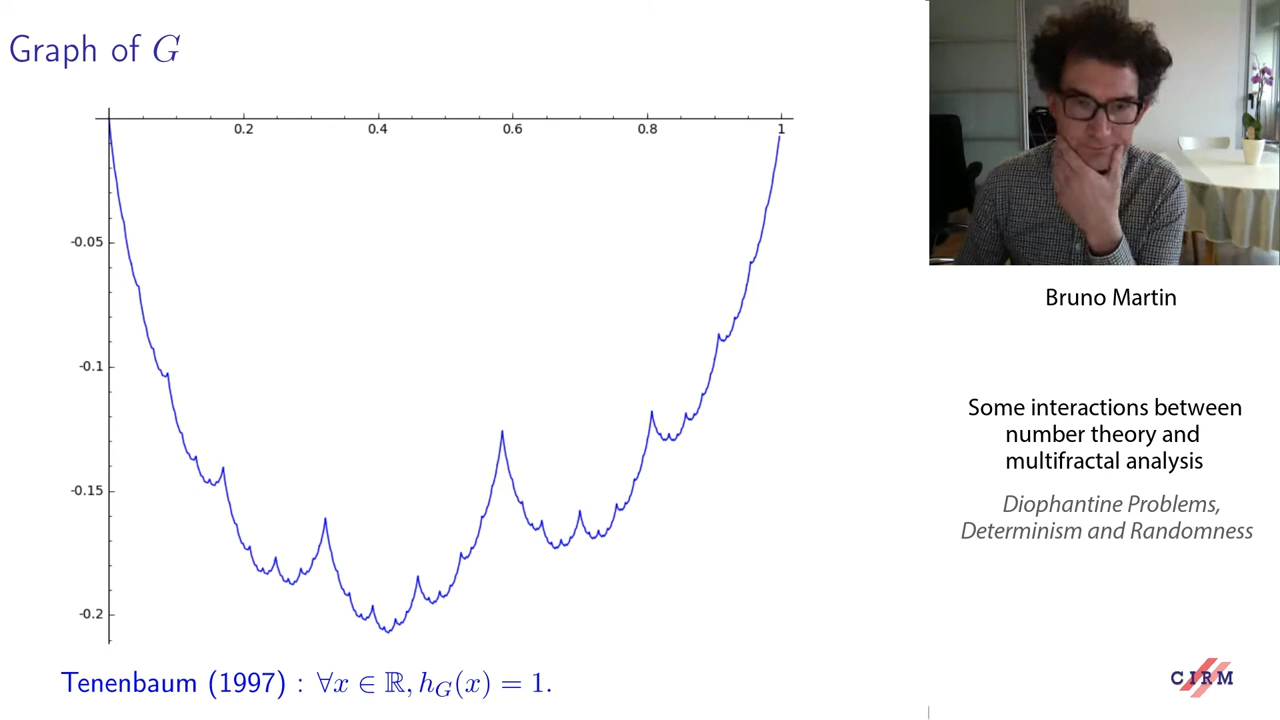 Graph of G
0.2
0.4
0.6
0.8
1
-0.05
-0.1
-0.15
-0.2
Tenenbaum (1997) : ∀x ∈ ℝ, h_G(x) = 1.
Bruno Martin
Some interactions between
number theory and
multifractal analysis
Diophantine Problems,
Determinism and Randomness
CIRM